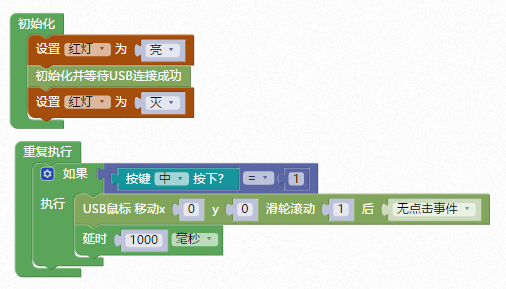 初始化
设置 红灯 为 亮
初始化并等待USB连接成功
设置 红灯 为 灭
重复执行
如果 按键 中 按下? = 1
执行 USB鼠标 移动x 0 y 0 滑轮滚动 1 后 无点击事件
延时 1000 毫秒